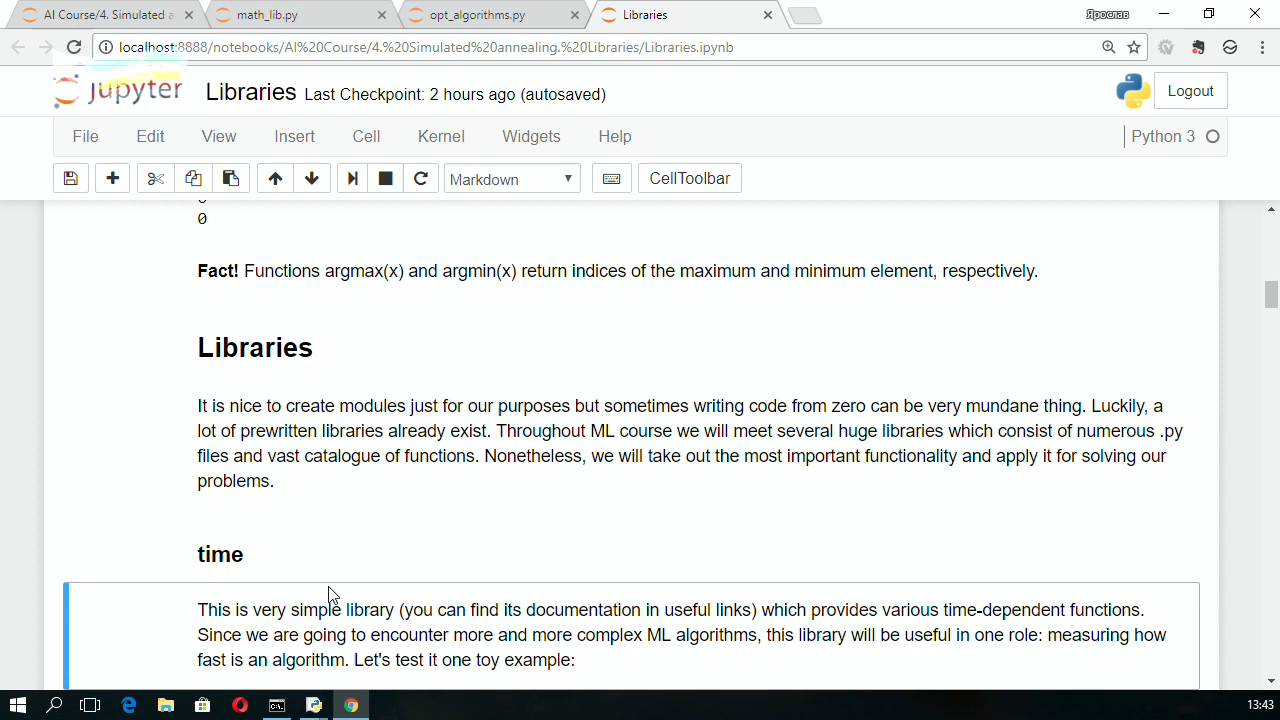 AI Course/4. Simulated a
math_lib.py
opt_algorithms.py
Libraries
Ярослав
localhost:8888/notebooks/AI%20Course/4.%20Simulated%20annealing.%20Libraries/Libraries.ipynb
jupyter Libraries Last Checkpoint: 2 hours ago (autosaved) Logout
File Edit View Insert Cell Kernel Widgets Help Python 3
Markdown CellToolbar
0
Fact! Functions argmax(x) and argmin(x) return indices of the maximum and minimum element, respectively.
Libraries
It is nice to create modules just for our purposes but sometimes writing code from zero can be very mundane thing. Luckily, a
lot of prewritten libraries already exist. Throughout ML course we will meet several huge libraries which consist of numerous .py
files and vast catalogue of functions. Nonetheless, we will take out the most important functionality and apply it for solving our
problems.
time
This is very simple library (you can find its documentation in useful links) which provides various time-dependent functions.
Since we are going to encounter more and more complex ML algorithms, this library will be useful in one role: measuring how
fast is an algorithm. Let's test it one toy example:
13:43